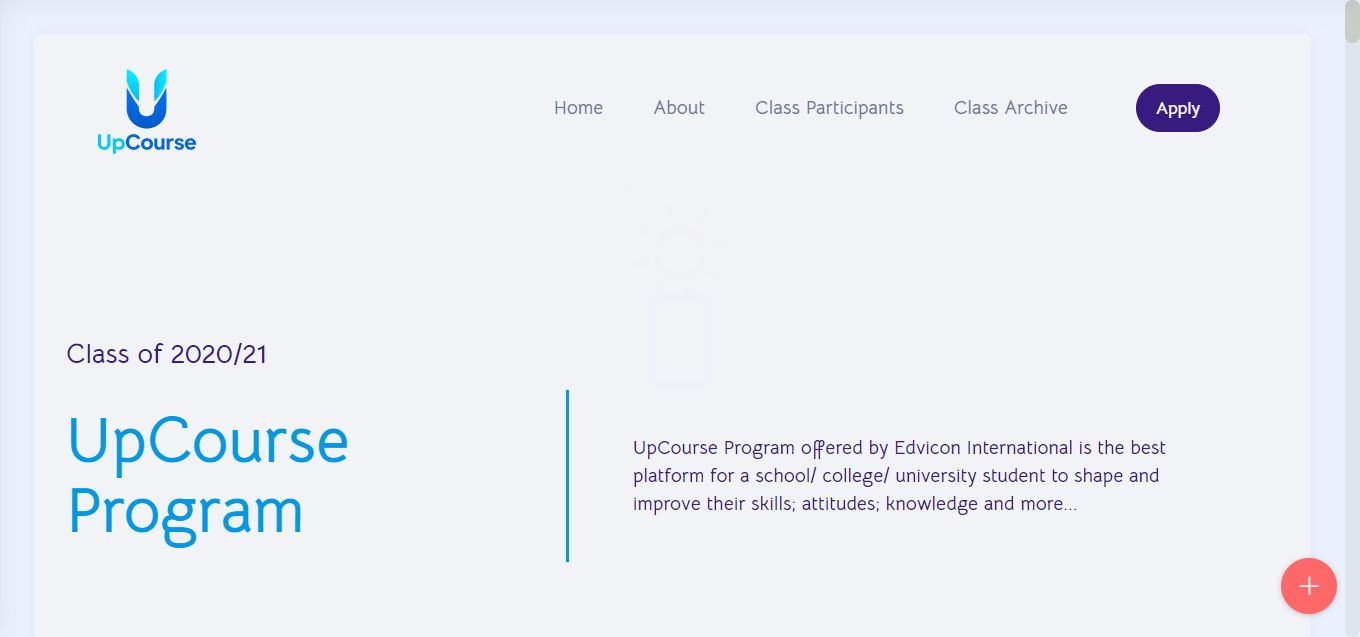 UpCourse
Home
About
Class Participants
Class Archive
Apply
Class of 2020/21
UpCourse
Program
UpCourse Program offered by Edvicon International is the best
platform for a school/ college/ university student to shape and
improve their skills; attitudes; knowledge and more...